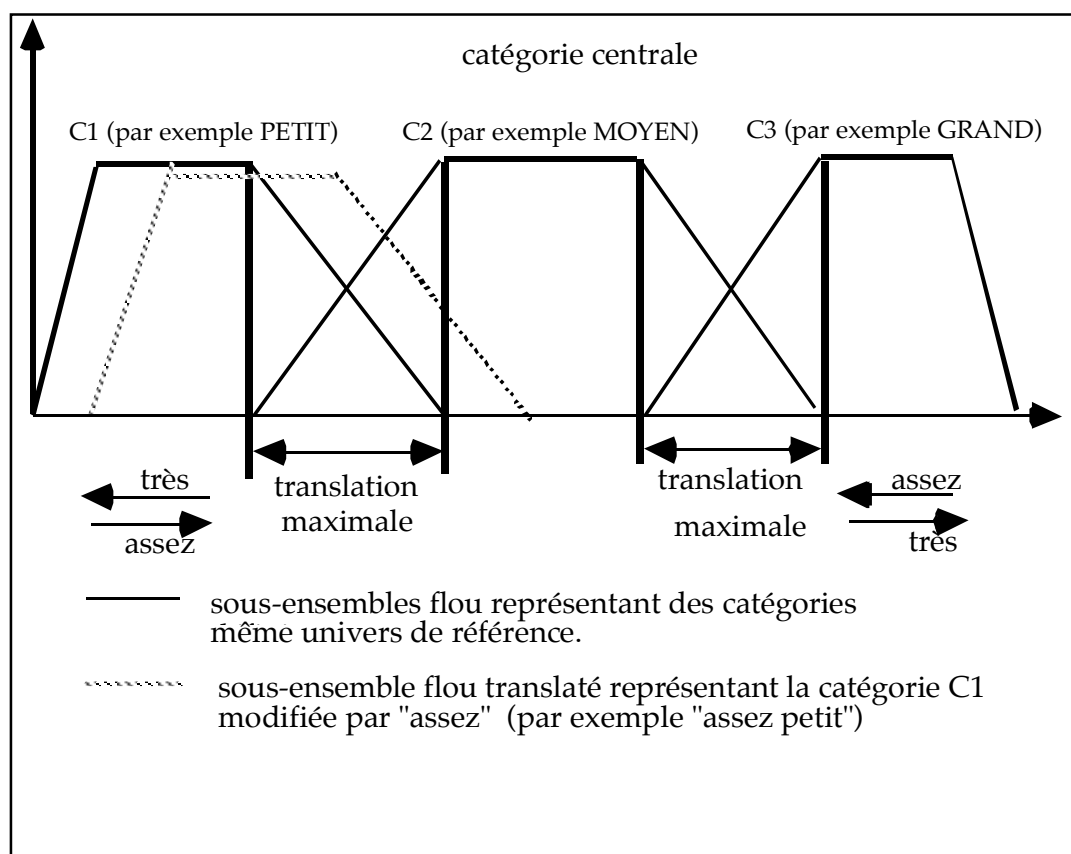 catégorie centrale
C1 (par exemple PETIT)
C2 (par exemple MOYEN)
C3 (par exemple GRAND)
très
assez
translation
maximale
translation
maximale
assez
très
sous-ensembles flou représentant des catégories
même univers de référence.
sous-ensemble flou translaté représentant la catégorie C1
modifiée par "assez" (par exemple "assez petit")